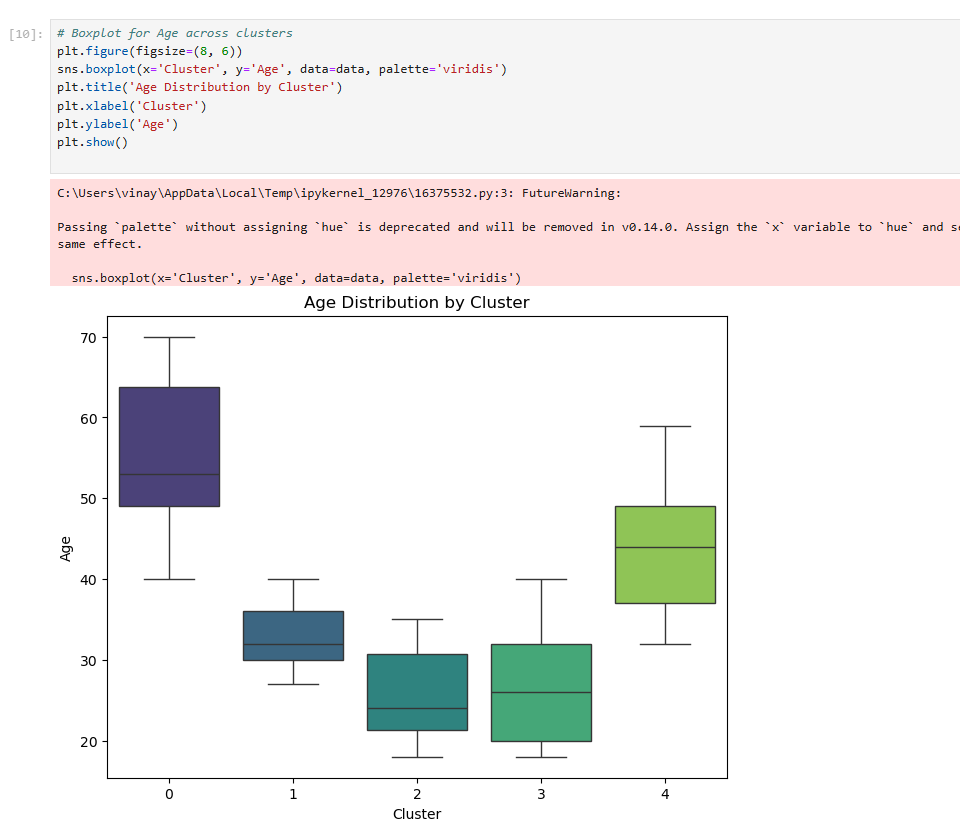 [10]:
# Boxplot for Age across clusters
plt.figure(figsize=(8, 6))
sns.boxplot(x='Cluster', y='Age', data=data, palette='viridis')
plt.title('Age Distribution by Cluster')
plt.xlabel('Cluster')
plt.ylabel('Age')
plt.show()
C:\Users\vinay\AppData\Local\Temp\ipykernel_12976\16375532.py:3: FutureWarning:
Passing `palette` without assigning `hue` is deprecated and will be removed in v0.14.0. Assign the `x` variable to `hue` and
same effect.
sns.boxplot(x='Cluster', y='Age', data=data, palette='viridis')
Age Distribution by Cluster
70
60
50
40
30
20
Age
0 1 2 3 4
Cluster